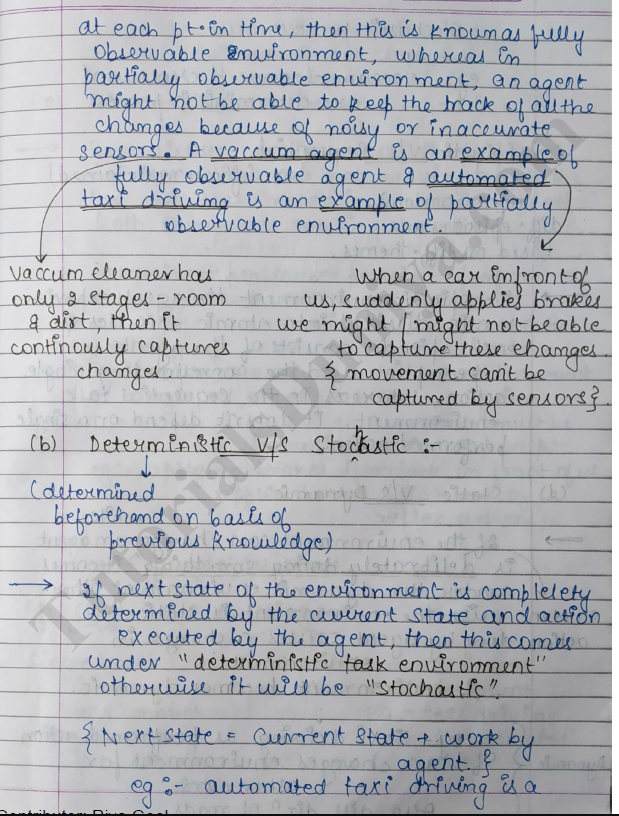 at each pt. in time, then this is known as fully
observable environment, whereas in
partially observable environment, an agent
might not be able to keep the track of all the
changes because of noisy or inaccurate
sensors. A vaccum agent is an example of
fully observable agent & automated
taxi driving is an example of partially
observable environment.
vaccum cleaner has
only 2 stages - room
& dirt, then it
continously captures
changes.
When a car infront of
us, suddenly applies brakes
we might / might not be able
to capture these changes.
{ movement can't be
captured by sensors}.
(b) Deterministic V/S Stochastic :-
(determined
beforehand on basis of
previous knowledge)
→ If next state of the environment is complelety
determined by the current state and action
executed by the agent, then this comes
under "deterministic task environment"
otherwise it will be "stochastic".
{ Next state = Current state + work by
agent. }
eg :- automated taxi driving is a
TutorialsDuniya.com